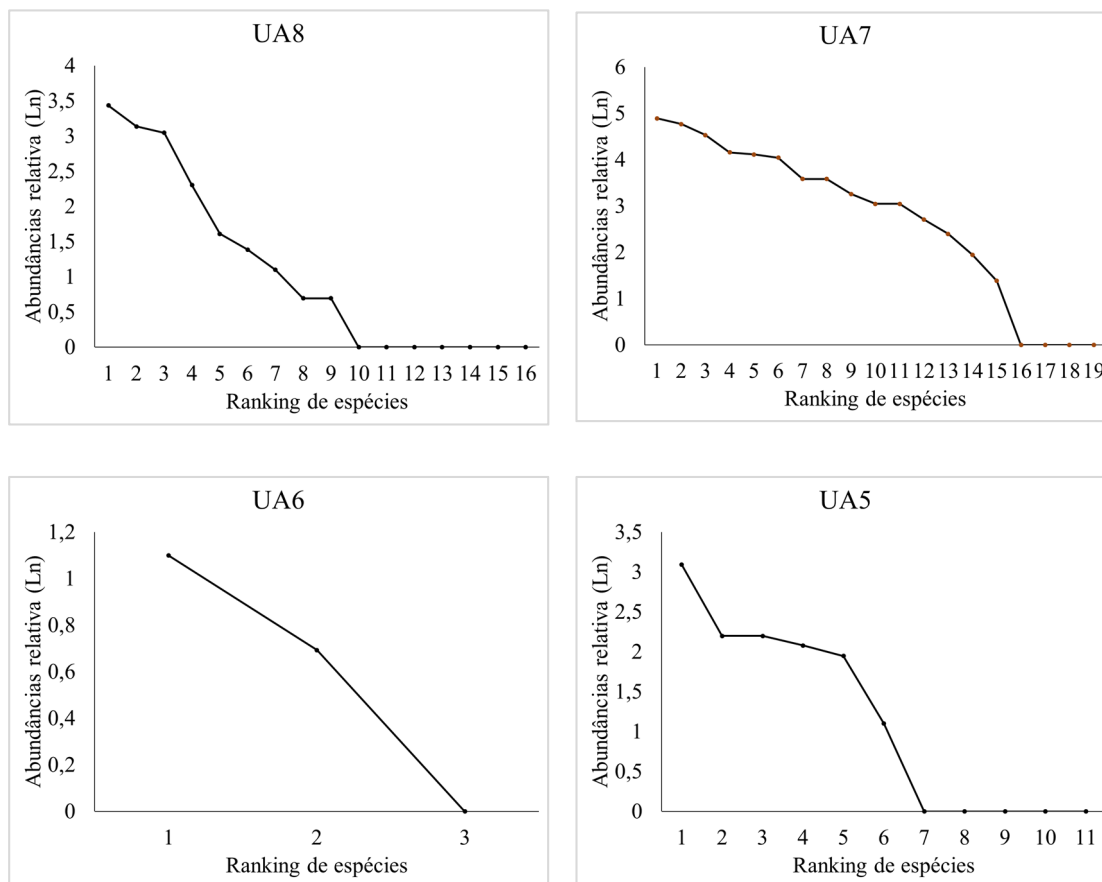 UA8
Abundâncias relativa (Ln)
4
3,5
3
2,5
2
1,5
1
0,5
0
1 2 3 4 5 6 7 8 9 10 11 12 13 14 15 16
Ranking de espécies
UA7
Abundâncias relativa (Ln)
6
5
4
3
2
1
0
1 2 3 4 5 6 7 8 9 10 11 12 13 14 15 16 17 18 19
Ranking de espécies
UA6
Abundâncias relativa (Ln)
1,2
1
0,8
0,6
0,4
0,2
0
1 2 3
Ranking de espécies
UA5
Abundâncias relativa (Ln)
3,5
3
2,5
2
1,5
1
0,5
0
1 2 3 4 5 6 7 8 9 10 11
Ranking de espécies